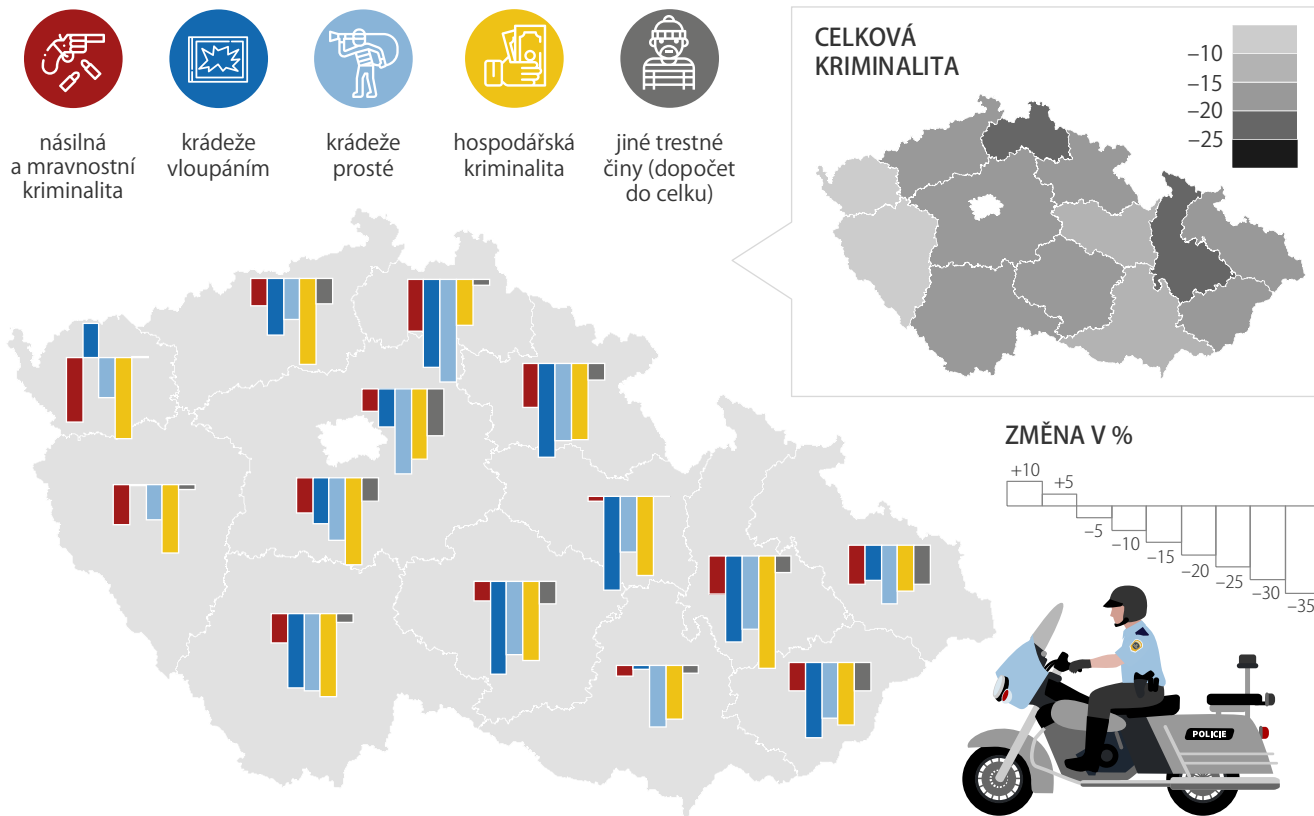 násilná
a mravnostní
kriminalita
krádeže
vloupáním
krádeže
prosté
hospodářská
kriminalita
jiné trestné
činy (dopočet
do celku)
CELKOVÁ
KRIMINALITA
−10
−15
−20
−25
ZMĚNA V %
+10
+5
−5
−10
−15
−20
−25
−30
−35
POLICIE